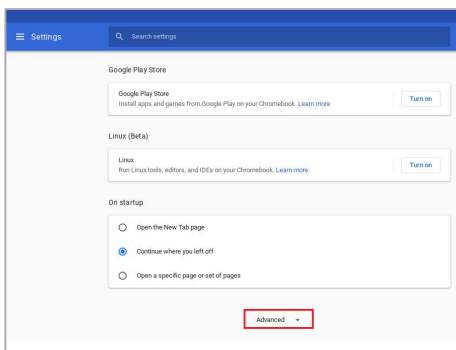 Settings
Search settings
Google Play Store
Google Play Store
Install apps and games from Google Play on your Chromebook. Learn more
Turn on
Linux (Beta)
Linux
Run Linux tools, editors, and IDEs on your Chromebook. Learn more
Turn on
On startup
Open the New Tab page
Continue where you left off
Open a specific page or set of pages
Advanced